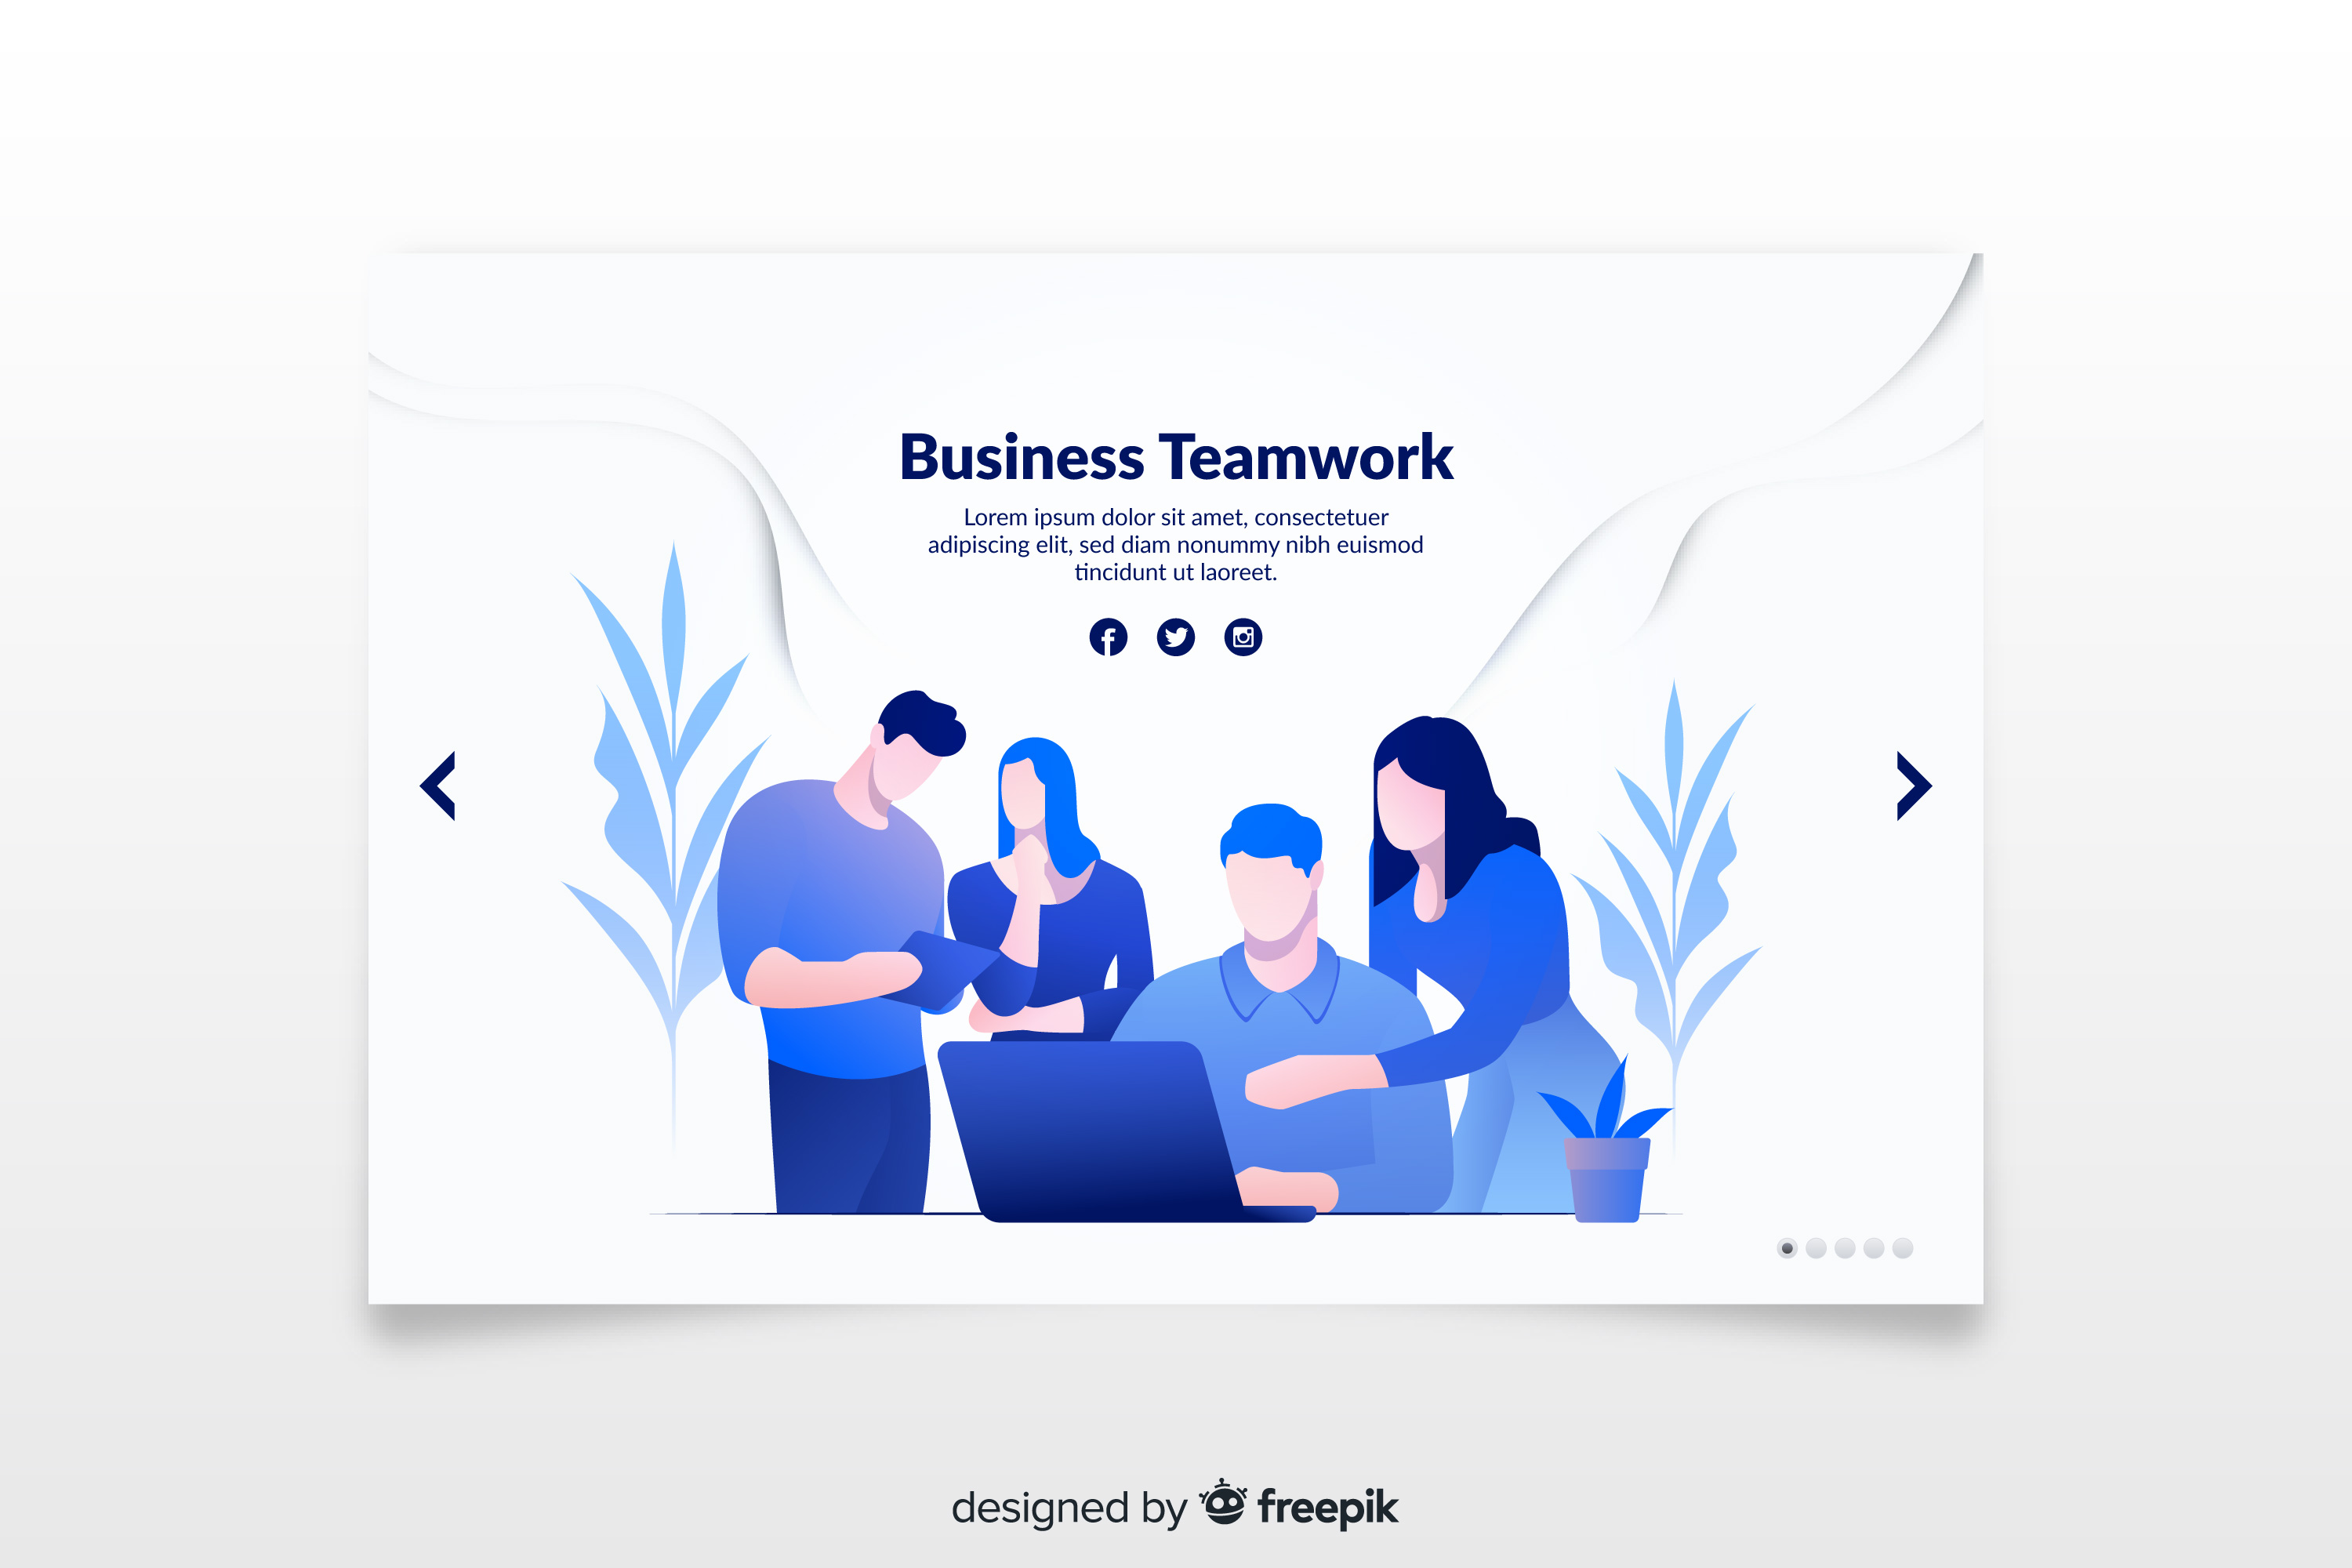 Business Teamwork
Lorem ipsum dolor sit amet, consectetuer
adipiscing elit, sed diam nonummy nibh euismod
tincidunt ut laoreet.
designed by freepik